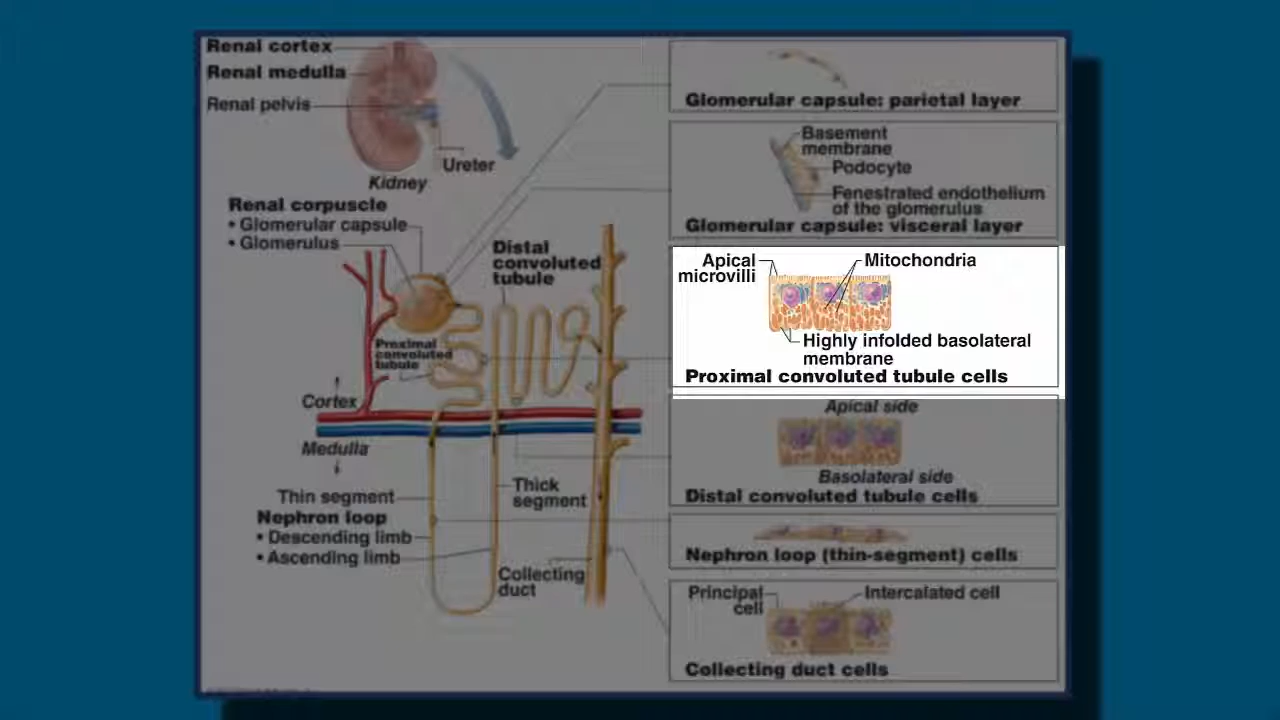 Renal cortex
Renal medulla
Renal pelvis
Ureter
Kidney
Renal corpuscle
• Glomerular capsule
• Glomerulus
Distal
convoluted
tubule
Proximal
convoluted
tubule
Cortex
Medulla
Thin segment
Nephron loop
• Descending limb
• Ascending limb
Thick
segment
Collecting
duct
Glomerular capsule: parietal layer
Basement
membrane
Podocyte
Fenestrated endothelium
of the glomerulus
Glomerular capsule: visceral layer
Apical
microvilli
Mitochondria
Highly infolded basolateral
membrane
Proximal convoluted tubule cells
Apical side
Basolateral side
Distal convoluted tubule cells
Nephron loop (thin-segment) cells
Principal
cell
Intercalated cell
Collecting duct cells